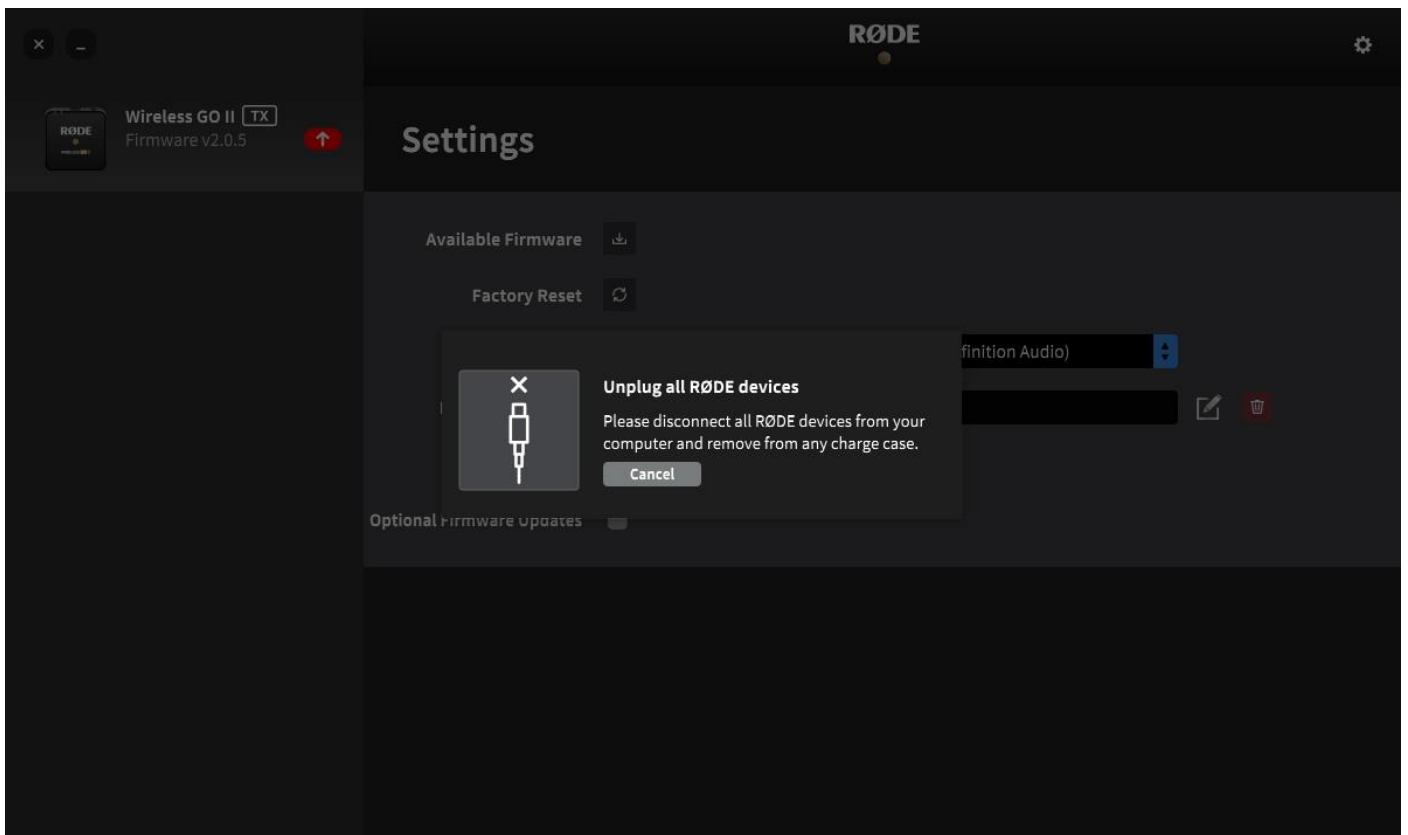 RØDE
Wireless GO II TX
Firmware v2.0.5
RØDE
Settings
Available Firmware
Factory Reset
finition Audio)
Unplug all RØDE devices
Please disconnect all RØDE devices from your
computer and remove from any charge case.
Cancel
Optional Firmware Updates